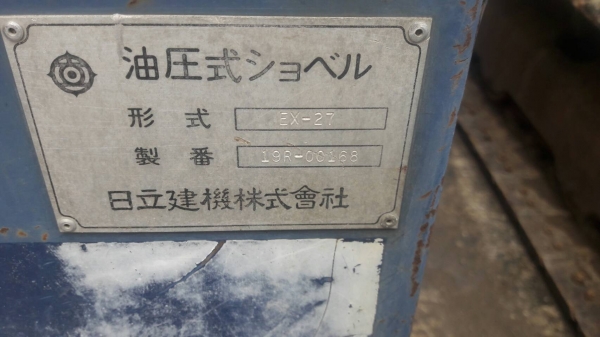 油圧式ショベル
形式 EX-27
製番 19R-00168
日立建機株式會社